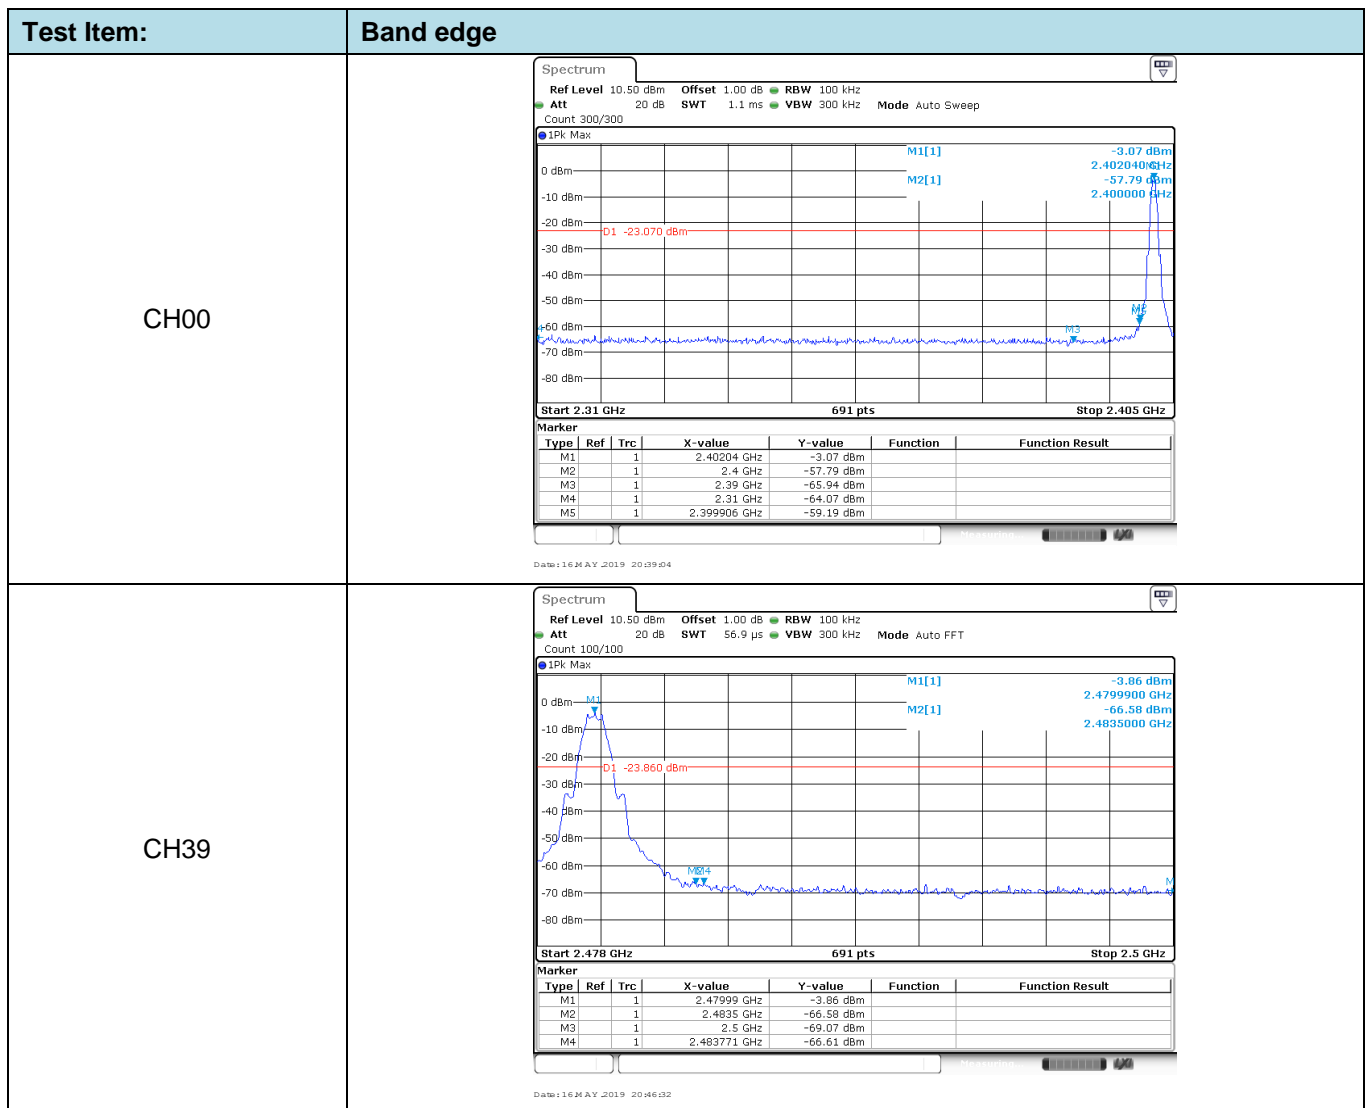 Test Item: Band edge
CH00
Spectrum
Ref Level 10.50 dBm Offset 1.00 dB RBW 100 kHz
Att 20 dB SWT 1.1 ms VBW 300 kHz Mode Auto Sweep
Count 300/300
1Pk Max
M1[1] -3.07 dBm
2.402040 GHz
M2[1] -57.79 dBm
2.400000 GHz
0 dBm
-10 dBm
-20 dBm
D1 -23.070 dBm
-30 dBm
-40 dBm
-50 dBm
-60 dBm
M3
-70 dBm
-80 dBm
Start 2.31 GHz 691 pts Stop 2.405 GHz
Marker
Type Ref Trc X-value Y-value Function Function Result
M1 1 2.40204 GHz -3.07 dBm
M2 1 2.4 GHz -57.79 dBm
M3 1 2.39 GHz -65.94 dBm
M4 1 2.31 GHz -64.07 dBm
M5 1 2.399906 GHz -59.19 dBm
Measuring...
Date: 16.MAY.2019 20:39:04
CH39
Spectrum
Ref Level 10.50 dBm Offset 1.00 dB RBW 100 kHz
Att 20 dB SWT 56.9 µs VBW 300 kHz Mode Auto FFT
Count 100/100
1Pk Max
M1[1] -3.86 dBm
2.4799900 GHz
M2[1] -66.58 dBm
2.4835000 GHz
0 dBm
M1
-10 dBm
-20 dBm
D1 -23.860 dBm
-30 dBm
-40 dBm
-50 dBm
-60 dBm
M4
-70 dBm
-80 dBm
Start 2.478 GHz 691 pts Stop 2.5 GHz
Marker
Type Ref Trc X-value Y-value Function Function Result
M1 1 2.47999 GHz -3.86 dBm
M2 1 2.4835 GHz -66.58 dBm
M3 1 2.5 GHz -69.07 dBm
M4 1 2.483771 GHz -66.61 dBm
Measuring...
Date: 16.MAY.2019 20:46:32